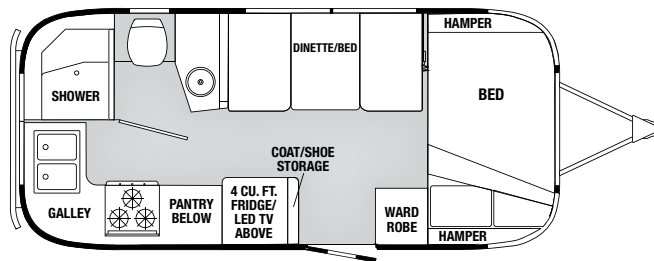 HAMPER
DINETTE/BED
SHOWER
BED
COAT/SHOE
STORAGE
GALLEY
PANTRY
BELOW
4 CU. FT.
FRIDGE/
LED TV
ABOVE
WARD
ROBE
HAMPER